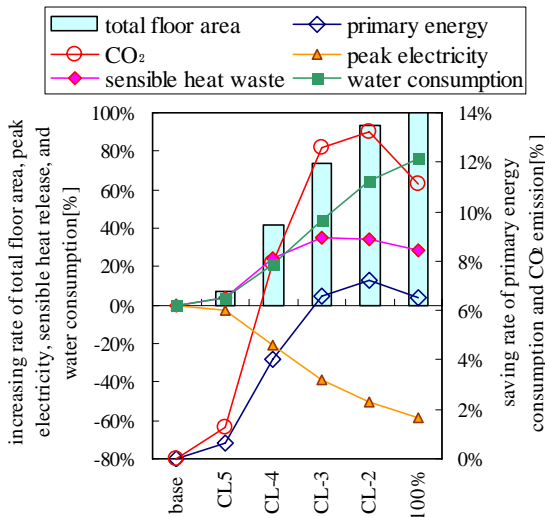 total floor area
primary energy
CO₂
peak electricity
sensible heat waste
water consumption
increasing rate of total floor area, peak
electricity, sensible heat release, and
water consumption[%]
100%
80%
60%
40%
20%
0%
-20%
-40%
-60%
-80%
14%
12%
10%
8%
6%
4%
2%
0%
saving rate of primary energy
consumption and CO₂ emission[%]
base
CL5
CL-4
CL-3
CL-2
100%